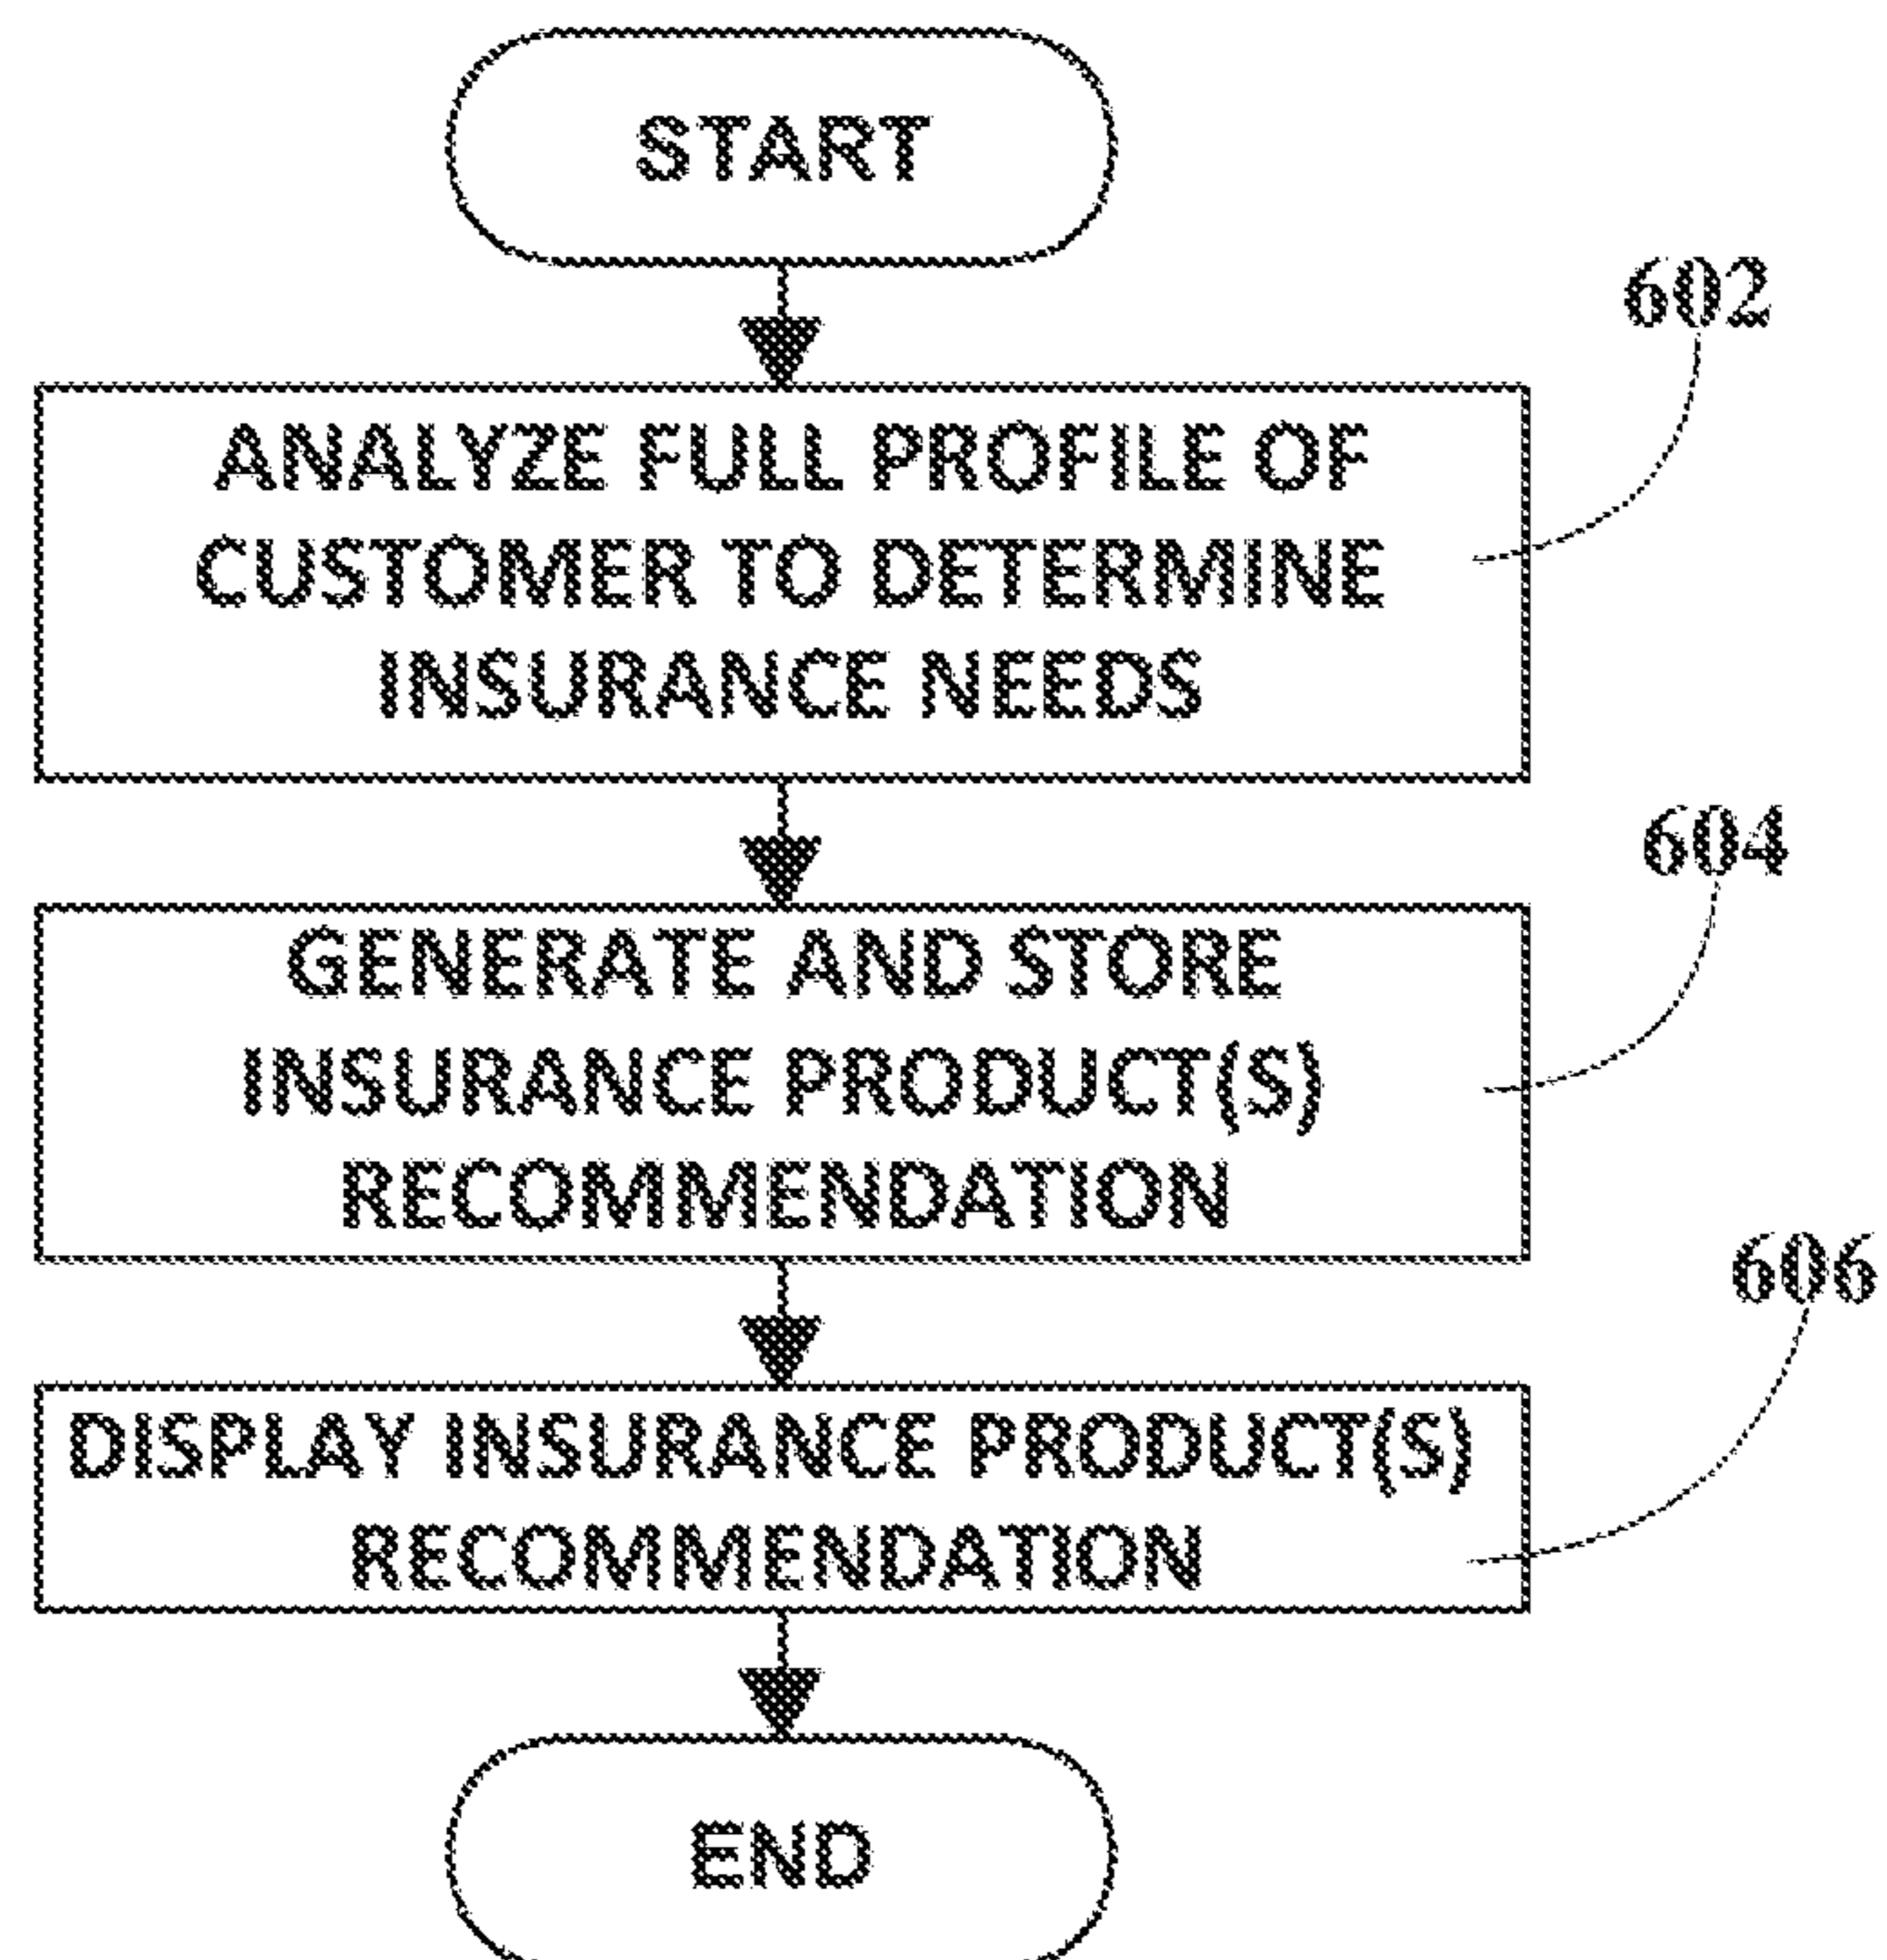 START
602
ANALYZE FULL PROFILE OF
CUSTOMER TO DETERMINE
INSURANCE NEEDS
604
GENERATE AND STORE
INSURANCE PRODUCT(S)
RECOMMENDATION
606
DISPLAY INSURANCE PRODUCT(S)
RECOMMENDATION
END